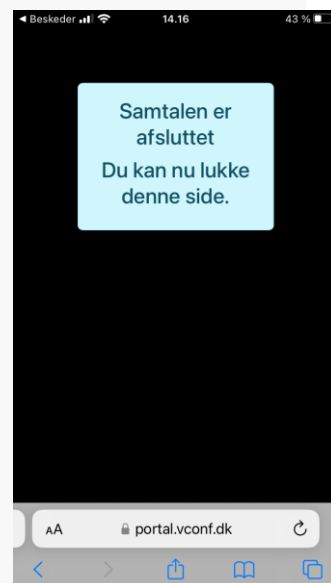 ◀ Beskeder 14.16 43 %
Samtalen er
afsluttet
Du kan nu lukke
denne side.
AA portal.vconf.dk